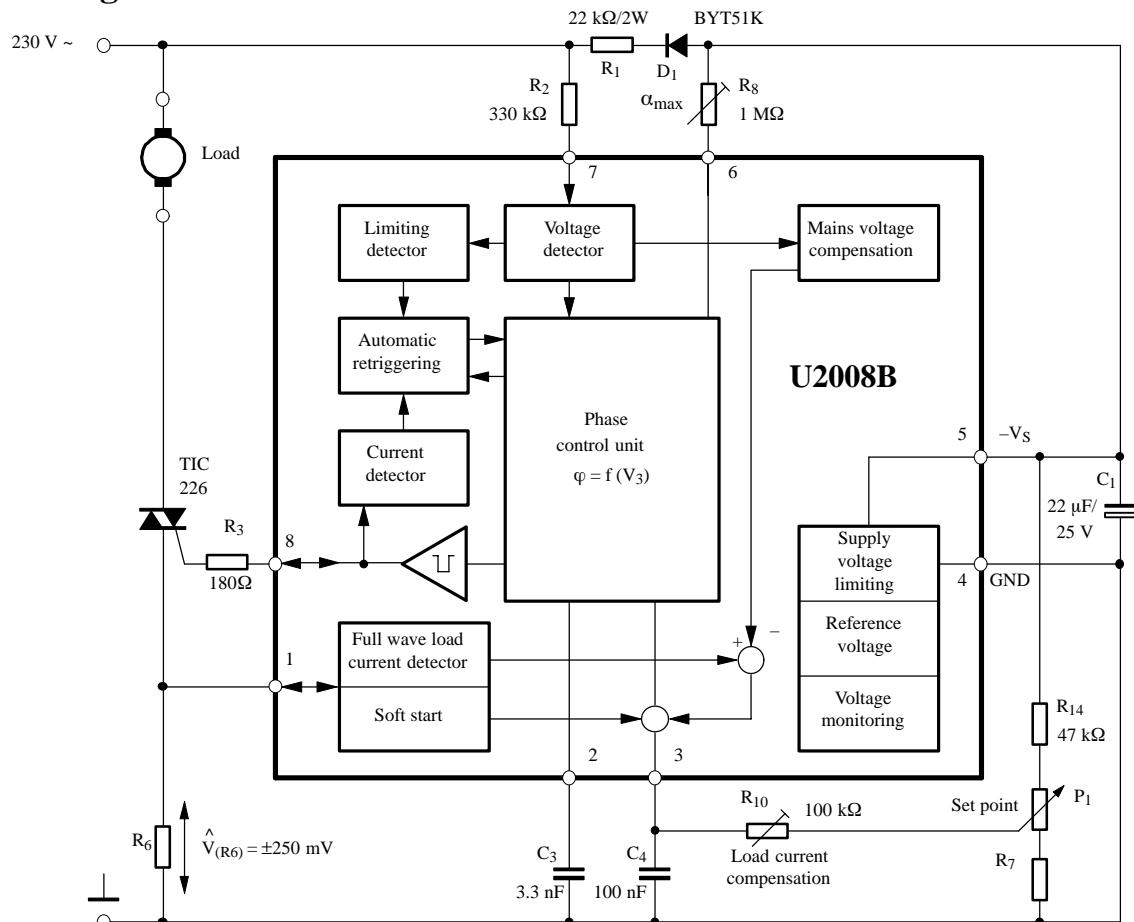 g
22 kΩ/2W
BYT51K
230 V ~
R1
D1
R2
330 kΩ
αmax
R8
1 MΩ
Load
7
6
Limiting
detector
Voltage
detector
Mains voltage
compensation
Automatic
retriggering
U2008B
Phase
control unit
φ = f (V3)
Current
detector
5
–VS
C1
22 μF/
25 V
TIC
226
R3
180Ω
8
Supply
voltage
limiting
4
GND
Reference
voltage
Voltage
monitoring
1
Full wave load
current detector
Soft start
+
–
R14
47 kΩ
2
3
R10
100 kΩ
Set point
P1
R6
V̂(R6) = ±250 mV
C3
3.3 nF
C4
100 nF
Load current
compensation
R7